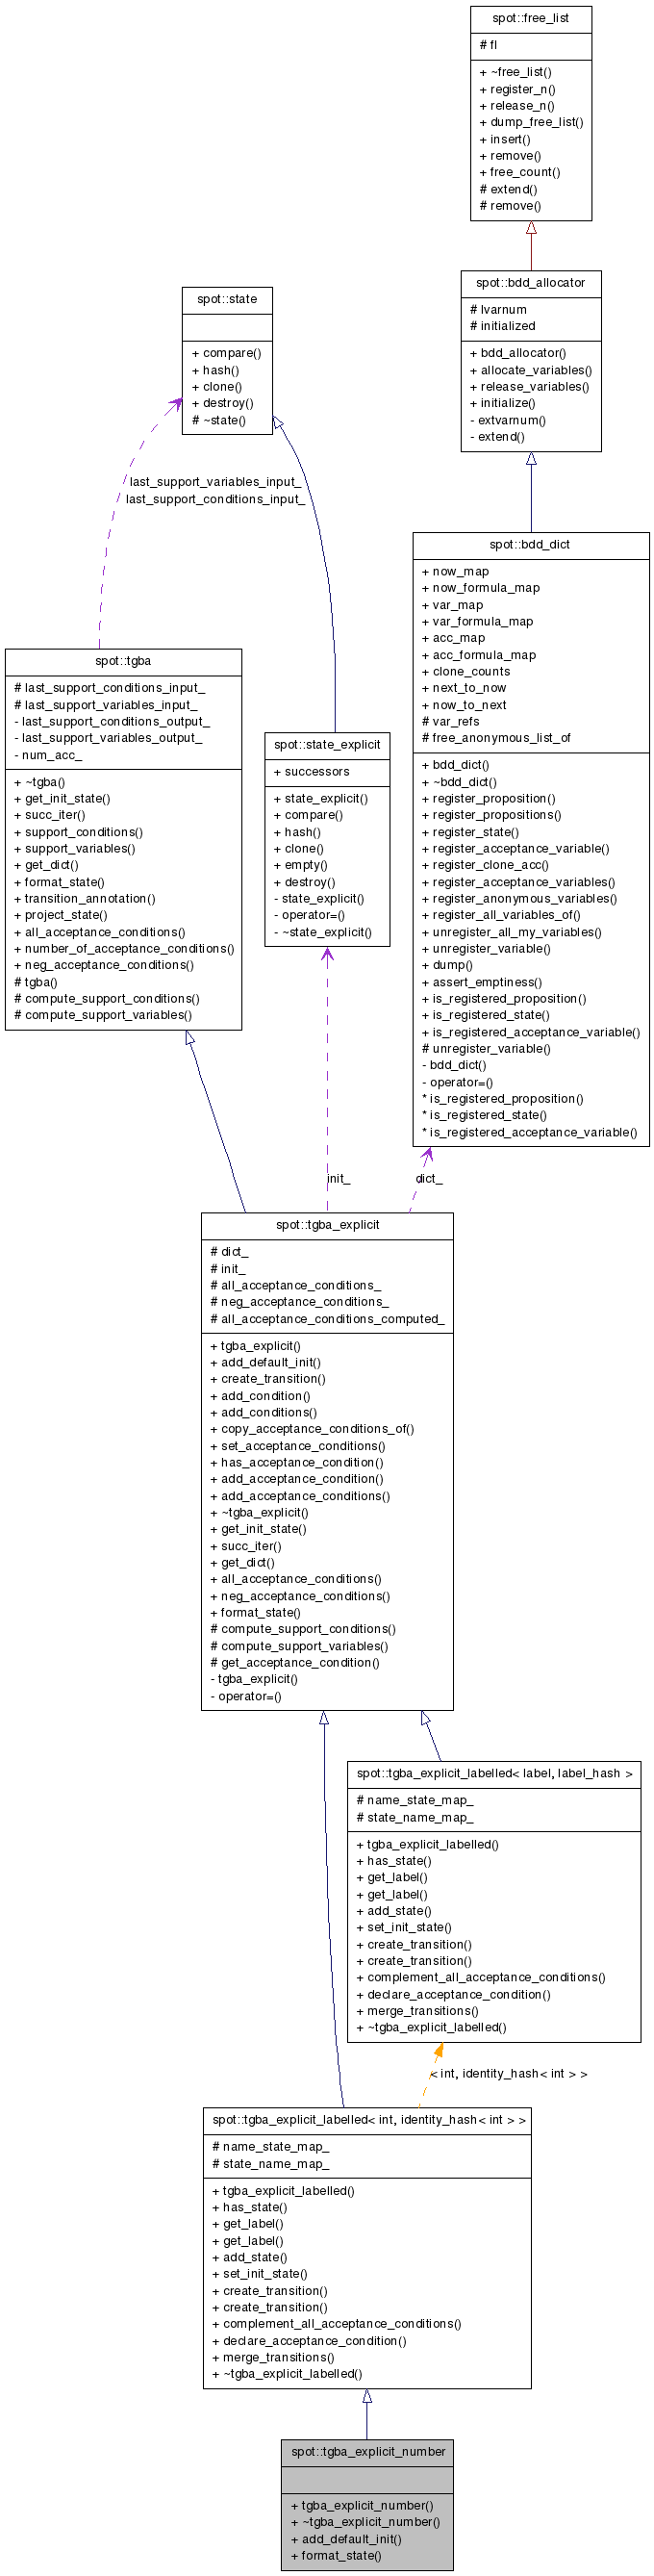 spot::free_list
# fl
+ ~free_list()
+ register_n()
+ release_n()
+ dump_free_list()
+ insert()
+ remove()
+ free_count()
# extend()
# remove()
spot::bdd_allocator
# lvarnum
# initialized
+ bdd_allocator()
+ allocate_variables()
+ release_variables()
+ initialize()
- extvarnum()
- extend()
spot::state
+ compare()
+ hash()
+ clone()
+ destroy()
# ~state()
last_support_variables_input_
last_support_conditions_input_
spot::bdd_dict
+ now_map
+ now_formula_map
+ var_map
+ var_formula_map
+ acc_map
+ acc_formula_map
+ clone_counts
+ next_to_now
+ now_to_next
# var_refs
# free_anonymous_list_of
+ bdd_dict()
+ ~bdd_dict()
+ register_proposition()
+ register_propositions()
+ register_state()
+ register_acceptance_variable()
+ register_clone_acc()
+ register_acceptance_variables()
+ register_anonymous_variables()
+ register_all_variables_of()
+ unregister_all_my_variables()
+ unregister_variable()
+ dump()
+ assert_emptiness()
+ is_registered_proposition()
+ is_registered_state()
+ is_registered_acceptance_variable()
# unregister_variable()
- bdd_dict()
- operator=()
* is_registered_proposition()
* is_registered_state()
* is_registered_acceptance_variable()
spot::tgba
# last_support_conditions_input_
# last_support_variables_input_
- last_support_conditions_output_
- last_support_variables_output_
- num_acc_
+ ~tgba()
+ get_init_state()
+ succ_iter()
+ support_conditions()
+ support_variables()
+ get_dict()
+ format_state()
+ transition_annotation()
+ project_state()
+ all_acceptance_conditions()
+ number_of_acceptance_conditions()
+ neg_acceptance_conditions()
# tgba()
# compute_support_conditions()
# compute_support_variables()
spot::state_explicit
+ successors
+ state_explicit()
+ compare()
+ hash()
+ clone()
+ empty()
+ destroy()
- state_explicit()
- operator=()
- ~state_explicit()
init_
dict_
spot::tgba_explicit
# dict_
# init_
# all_acceptance_conditions_
# neg_acceptance_conditions_
# all_acceptance_conditions_computed_
+ tgba_explicit()
+ add_default_init()
+ create_transition()
+ add_condition()
+ add_conditions()
+ copy_acceptance_conditions_of()
+ set_acceptance_conditions()
+ has_acceptance_condition()
+ add_acceptance_condition()
+ add_acceptance_conditions()
+ ~tgba_explicit()
+ get_init_state()
+ succ_iter()
+ get_dict()
+ all_acceptance_conditions()
+ neg_acceptance_conditions()
+ format_state()
# compute_support_conditions()
# compute_support_variables()
# get_acceptance_condition()
- tgba_explicit()
- operator=()
spot::tgba_explicit_labelled< label, label_hash >
# name_state_map_
# state_name_map_
+ tgba_explicit_labelled()
+ has_state()
+ get_label()
+ get_label()
+ add_state()
+ set_init_state()
+ create_transition()
+ create_transition()
+ complement_all_acceptance_conditions()
+ declare_acceptance_condition()
+ merge_transitions()
+ ~tgba_explicit_labelled()
< int, identity_hash< int > >
spot::tgba_explicit_labelled< int, identity_hash< int > >
# name_state_map_
# state_name_map_
+ tgba_explicit_labelled()
+ has_state()
+ get_label()
+ get_label()
+ add_state()
+ set_init_state()
+ create_transition()
+ create_transition()
+ complement_all_acceptance_conditions()
+ declare_acceptance_condition()
+ merge_transitions()
+ ~tgba_explicit_labelled()
spot::tgba_explicit_number
+ tgba_explicit_number()
+ ~tgba_explicit_number()
+ add_default_init()
+ format_state()